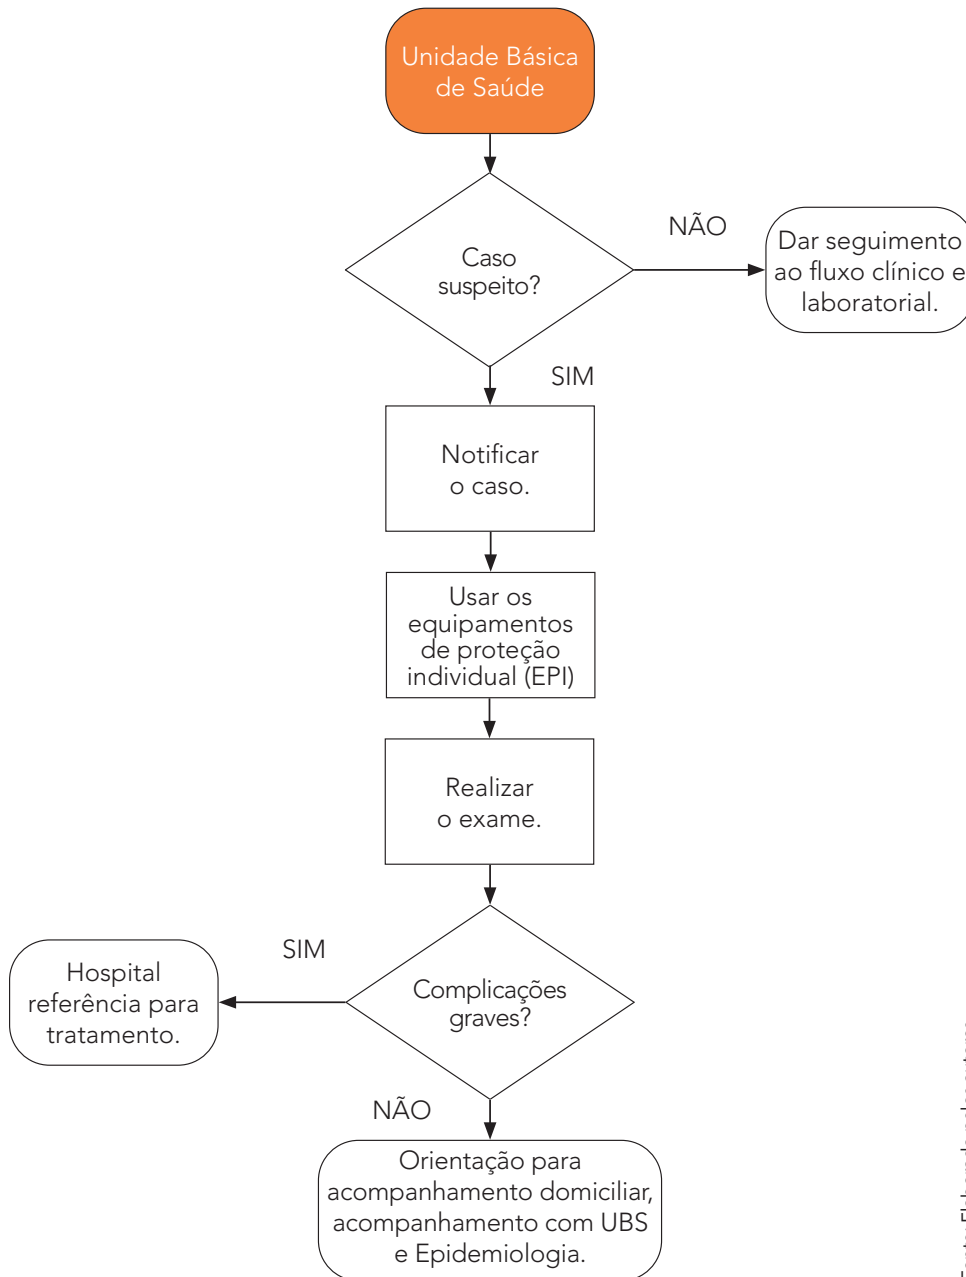 Unidade Básica
de Saúde
Caso
suspeito?
NÃO
Dar seguimento
ao fluxo clínico e
laboratorial.
SIM
Notificar
o caso.
Usar os
equipamentos
de proteção
individual (EPI)
Realizar
o exame.
Complicações
graves?
SIM
Hospital
referência para
tratamento.
NÃO
Orientação para
acompanhamento domiciliar,
acompanhamento com UBS
e Epidemiologia.